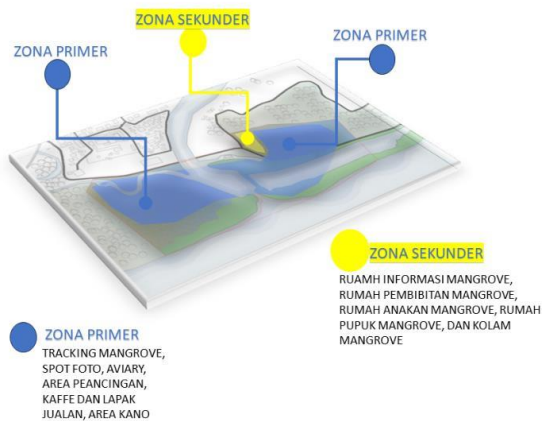 ZONA SEKUNDER
ZONA PRIMER
ZONA PRIMER
ZONA SEKUNDER
RUAMH INFORMASI MANGROVE,
RUMAH PEMBIBITAN MANGROVE,
RUMAH ANAKAN MANGROVE, RUMAH
PUPUK MANGROVE, DAN KOLAM
MANGROVE
ZONA PRIMER
TRACKING MANGROVE,
SPOT FOTO, AVIARY,
AREA PEANCINGAN,
KAFFE DAN LAPAK
JUALAN, AREA KANO